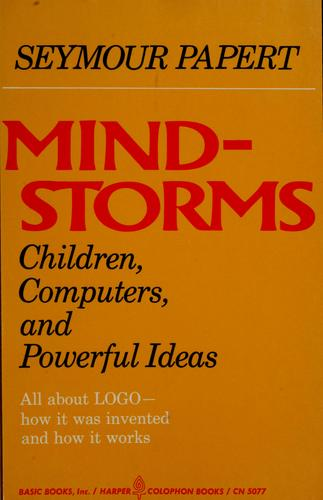 SEYMOUR PAPERT
MIND-
STORMS
Children,
Computers,
and
Powerful Ideas
All about LOGO—
how it was invented
and how it works
BASIC BOOKS, Inc. / HARPER COLOPHON BOOKS / CN 5077